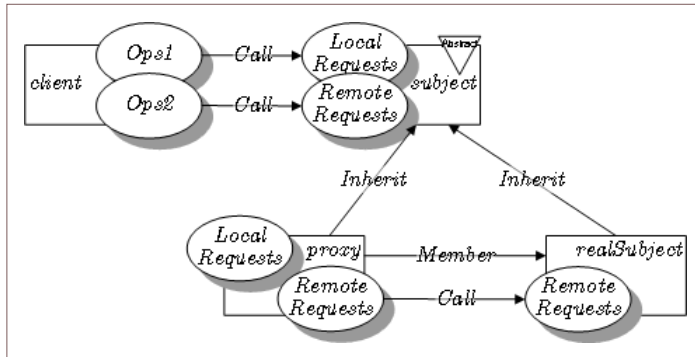 Ops1
Call
Local
Requests
Abstract
client
subject
Ops2
Call
Remote
Requests
Inherit
Inherit
Local
Requests
proxy
Member
realSubject
Remote
Requests
Call
Remote
Requests